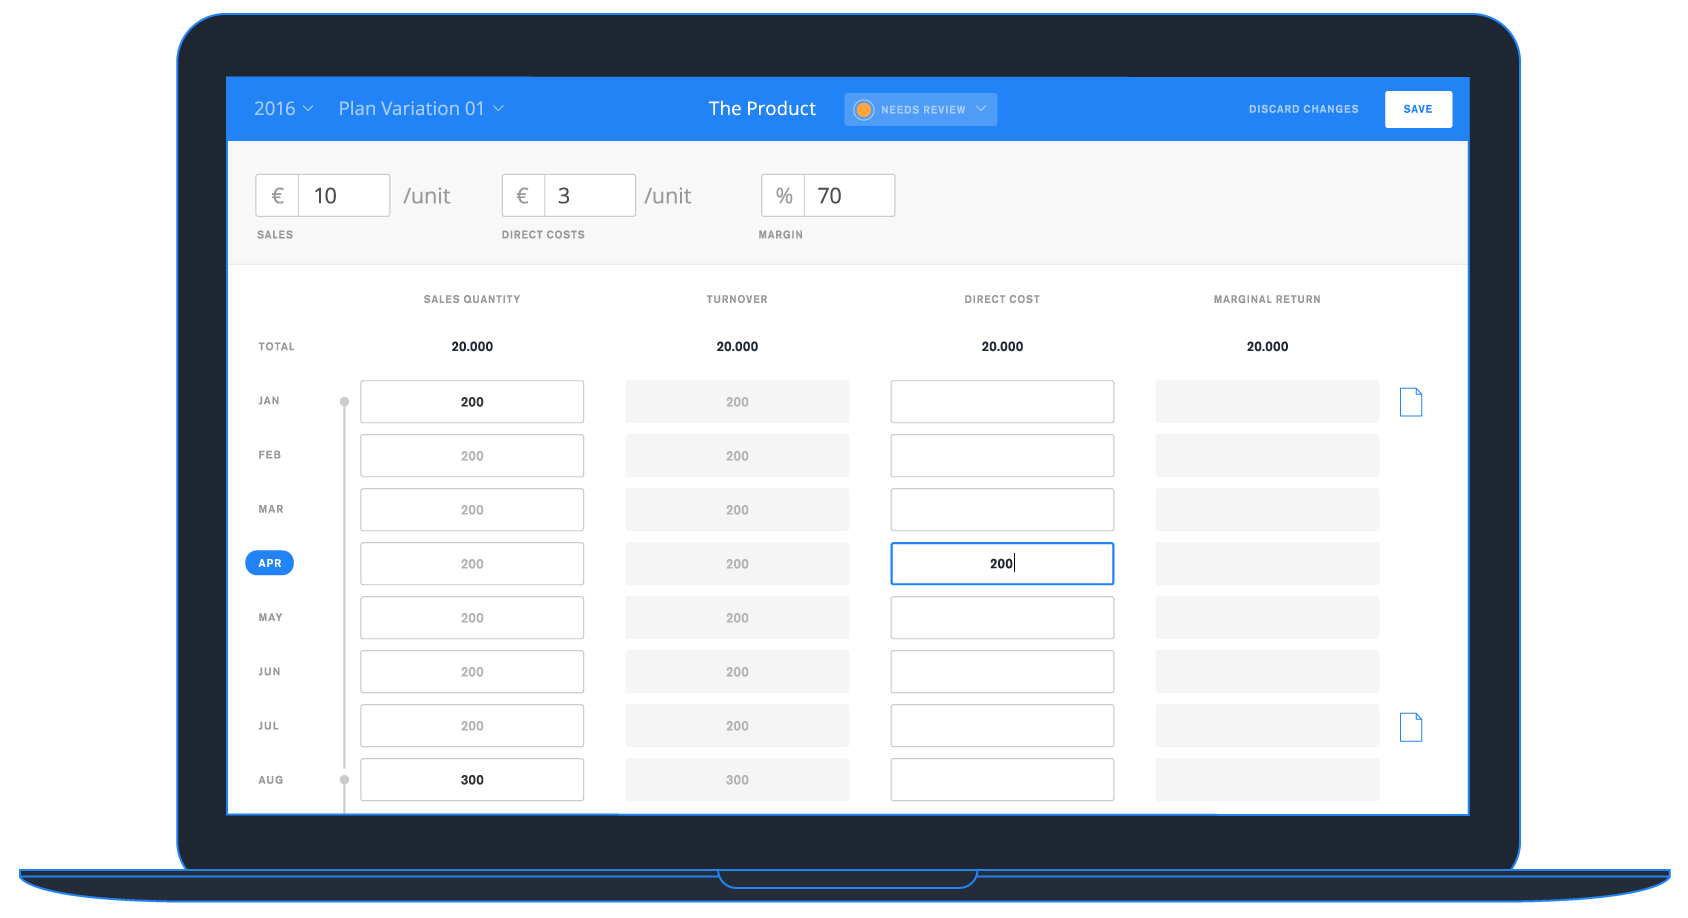 2016 Plan Variation 01 The Product NEEDS REVIEW DISCARD CHANGES SAVE
€ 10 /unit € 3 /unit % 70
SALES DIRECT COSTS MARGIN
SALES QUANTITY TURNOVER DIRECT COST MARGINAL RETURN
TOTAL 20.000 20.000 20.000 20.000
JAN 200 200
FEB 200 200
MAR 200 200
APR 200 200 200
MAY 200 200
JUN 200 200
JUL 200 200
AUG 300 300